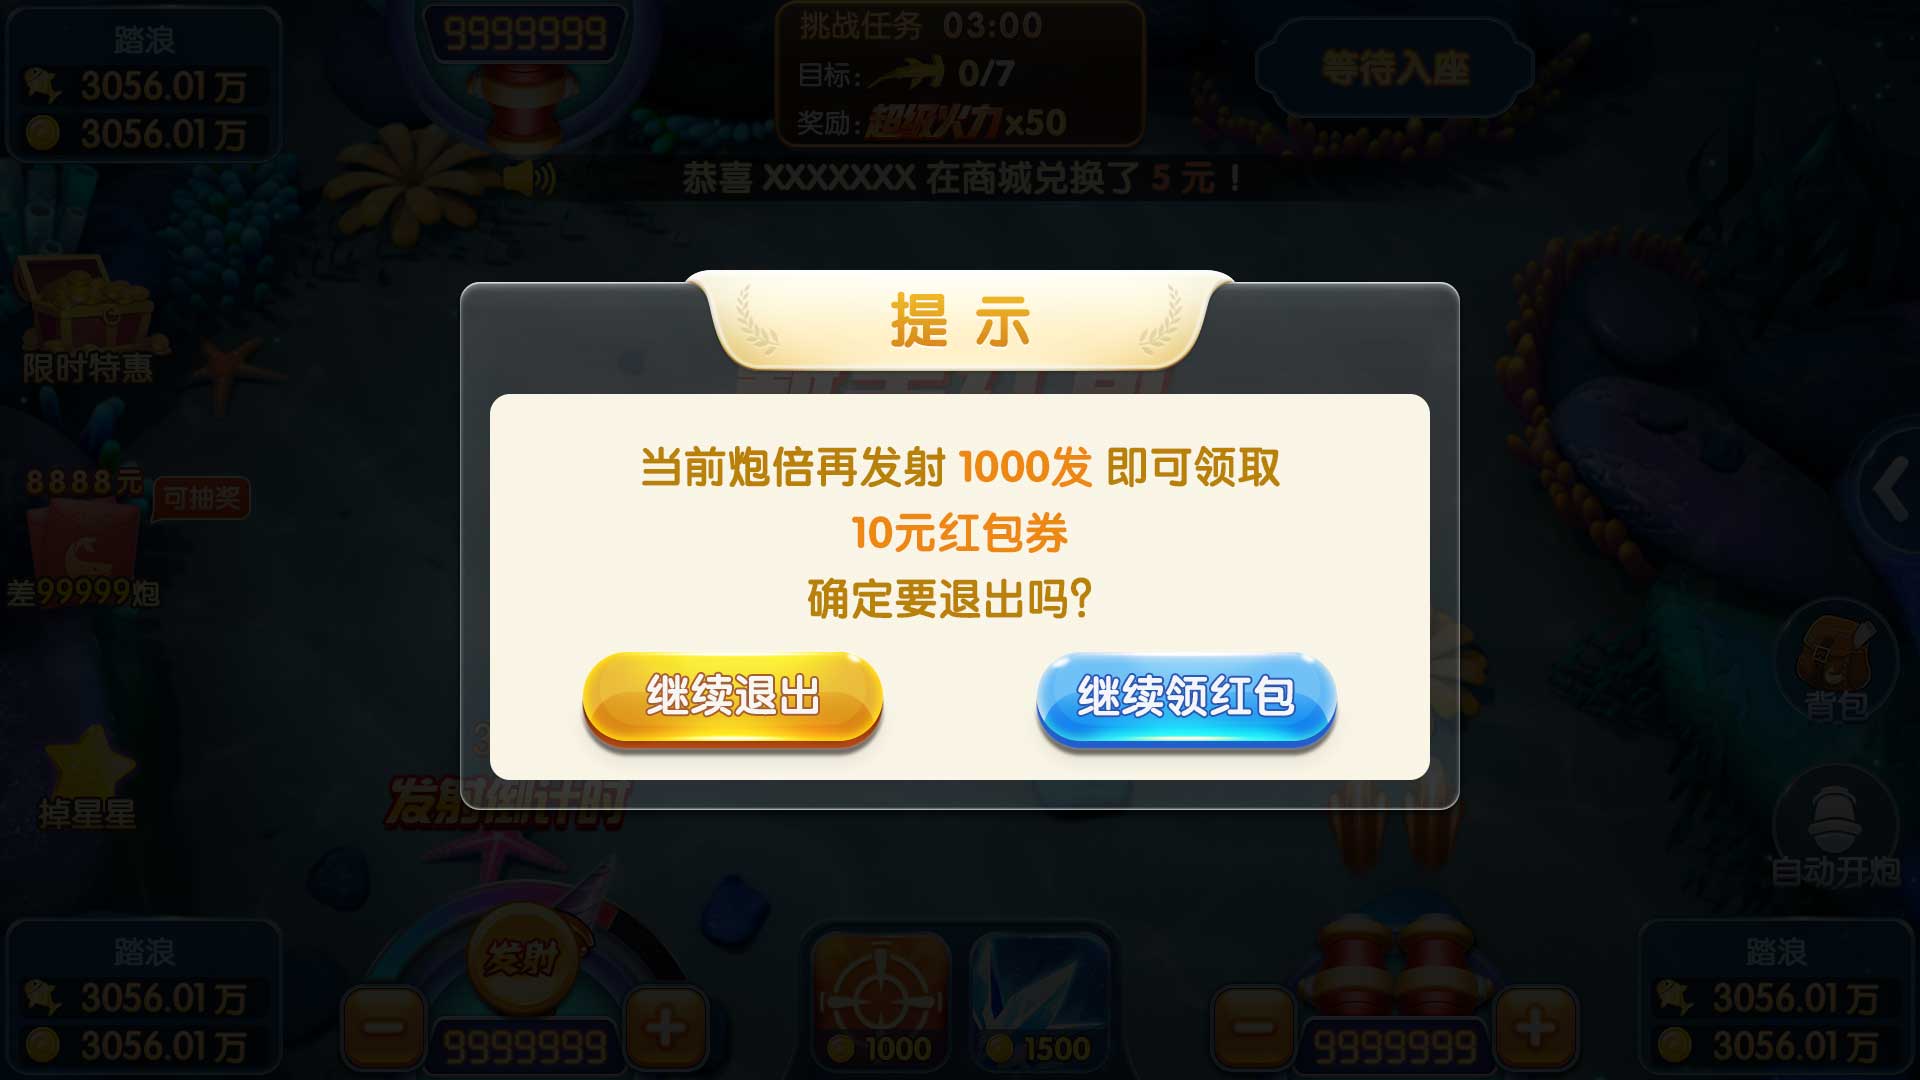 踏浪
3056.01万
3056.01万
9999999
挑战任务 03:00
目标: 0/7
奖励:超级火力x50
等待入座
恭喜 XXXXXXX 在商城兑换了 5 元！
限时特惠
提 示
当前炮倍再发射 1000发 即可领取
10元红包券
确定要退出吗?
继续退出
继续领红包
8888元
可抽奖
差99999炮
掉星星
发射倒计时
背包
自动开炮
踏浪
3056.01万
3056.01万
发射
9999999
1000
1500
9999999
踏浪
3056.01万
3056.01万